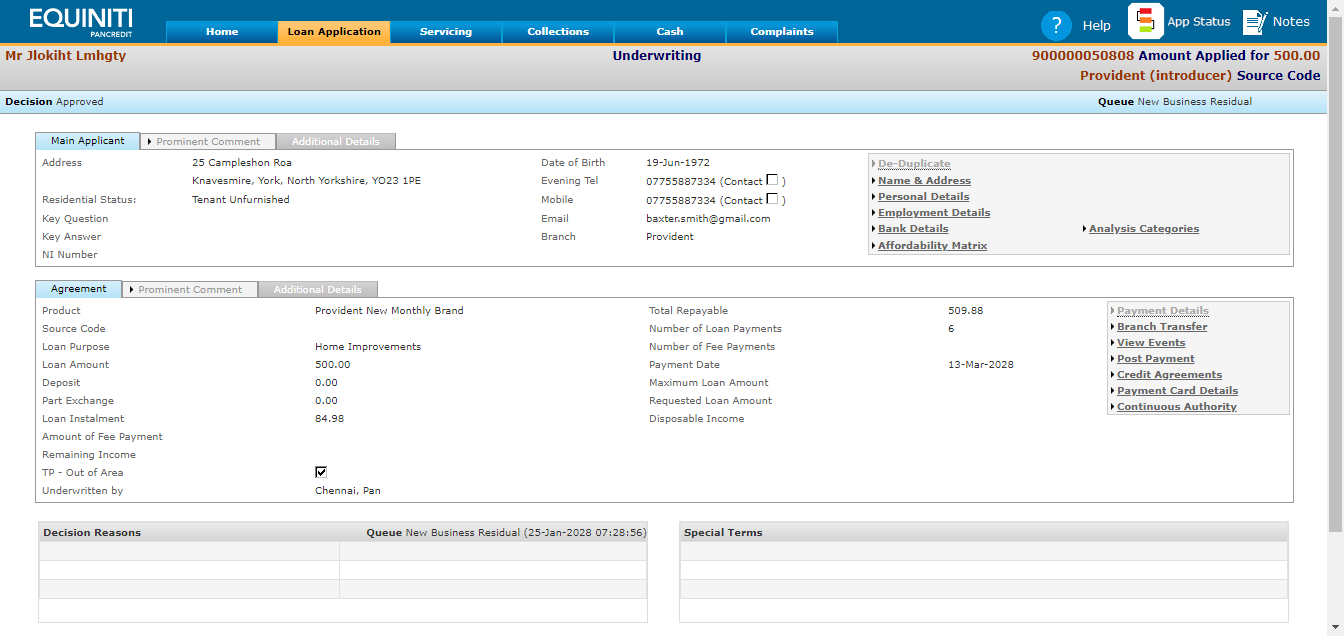 EQUINITI
PANCREDIT
Home
Loan Application
Servicing
Collections
Cash
Complaints
? Help
App Status
Notes
Mr Jlokiht Lmhgty
Underwriting
900000050808 Amount Applied for 500.00
Provident (introducer) Source Code
Decision Approved
Queue New Business Residual
Main Applicant
Prominent Comment
Additional Details
Address 25 Campleshon Roa Date of Birth 19-Jun-1972 De-Duplicate
Knavesmire, York, North Yorkshire, YO23 1PE Evening Tel 07755887334 (Contact ) Name & Address
Personal Details
Residential Status: Tenant Unfurnished Mobile 07755887334 (Contact )
Key Question Email baxter.smith@gmail.com Employment Details
Key Answer Branch Provident Bank Details Analysis Categories
NI Number Affordability Matrix
Agreement
Prominent Comment
Additional Details
Product Provident New Monthly Brand Total Repayable 509.88 Payment Details
Source Code Number of Loan Payments 6 Branch Transfer
Loan Purpose Home Improvements Number of Fee Payments View Events
Loan Amount 500.00 Payment Date 13-Mar-2028 Post Payment
Deposit 0.00 Maximum Loan Amount Credit Agreements
Part Exchange 0.00 Requested Loan Amount Payment Card Details
Loan Instalment 84.98 Disposable Income Continuous Authority
Amount of Fee Payment
Remaining Income
TP - Out of Area
Underwritten by Chennai, Pan
Decision Reasons Queue New Business Residual (25-Jan-2028 07:28:56) Special Terms